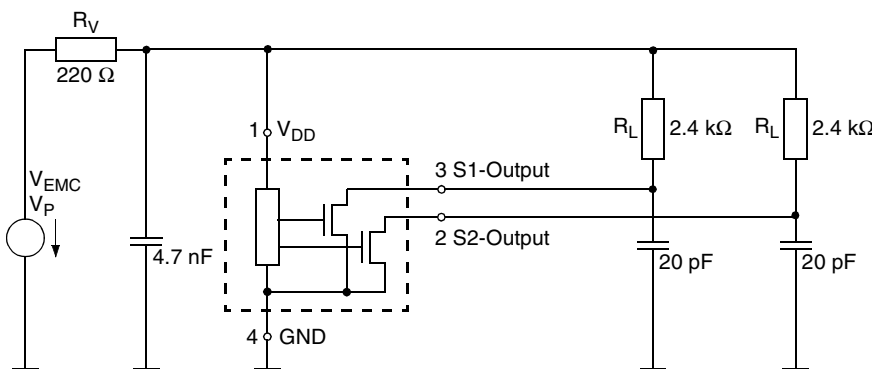 R_V
220 Ω
1 V_DD
R_L 2.4 kΩ
R_L 2.4 kΩ
3 S1-Output
V_EMC
V_P
2 S2-Output
4.7 nF
20 pF
20 pF
4 GND